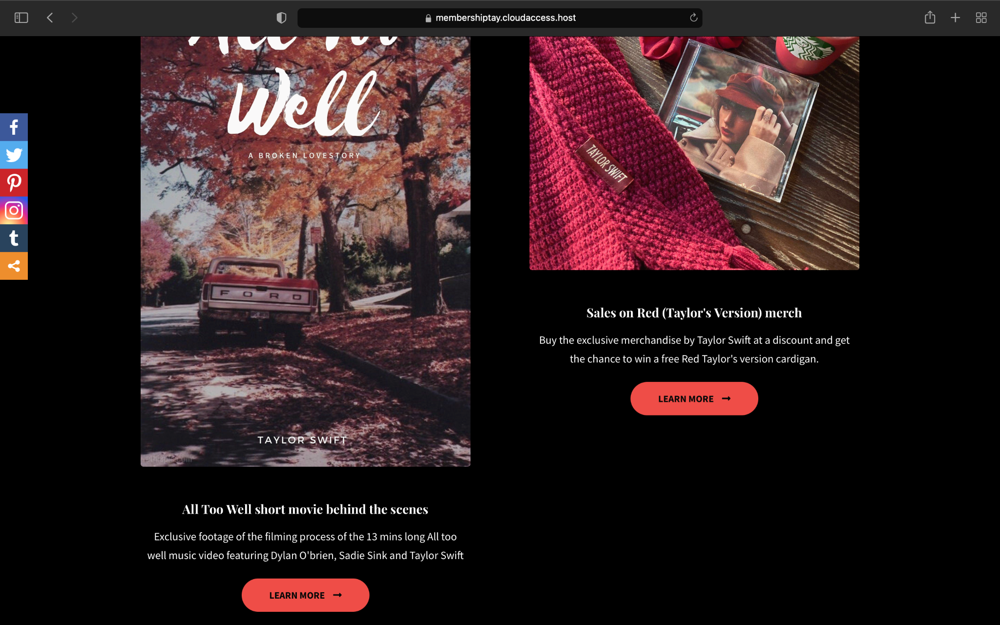 membershiptay.cloudaccess.host
All Too
Well
A BROKEN LOVESTORY
FORD
TAYLOR SWIFT
All Too Well short movie behind the scenes
Exclusive footage of the filming process of the 13 mins long All too
well music video featuring Dylan O'brien, Sadie Sink and Taylor Swift
LEARN MORE
TAYLOR SWIFT
Sales on Red (Taylor's Version) merch
Buy the exclusive merchandise by Taylor Swift at a discount and get
the chance to win a free Red Taylor's version cardigan.
LEARN MORE